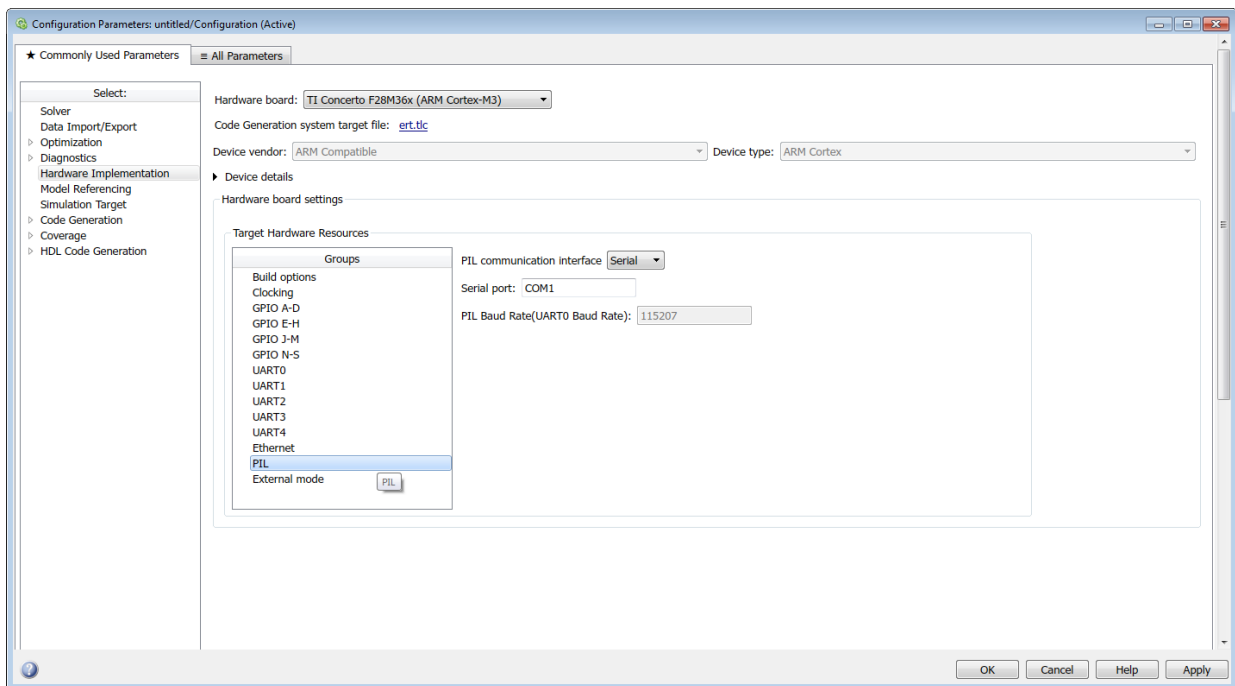 Configuration Parameters: untitled/Configuration (Active)
★ Commonly Used Parameters
≡ All Parameters
Select:
Solver
Data Import/Export
Optimization
Diagnostics
Hardware Implementation
Model Referencing
Simulation Target
Code Generation
Coverage
HDL Code Generation
Hardware board: TI Concerto F28M36x (ARM Cortex-M3)
Code Generation system target file: ert.tlc
Device vendor: ARM Compatible
Device type: ARM Cortex
Device details
Hardware board settings
Target Hardware Resources
Groups
Build options
Clocking
GPIO A-D
GPIO E-H
GPIO J-M
GPIO N-S
UART0
UART1
UART2
UART3
UART4
Ethernet
PIL
External mode
PIL
PIL communication interface Serial
Serial port: COM1
PIL Baud Rate(UART0 Baud Rate): 115207
OK
Cancel
Help
Apply